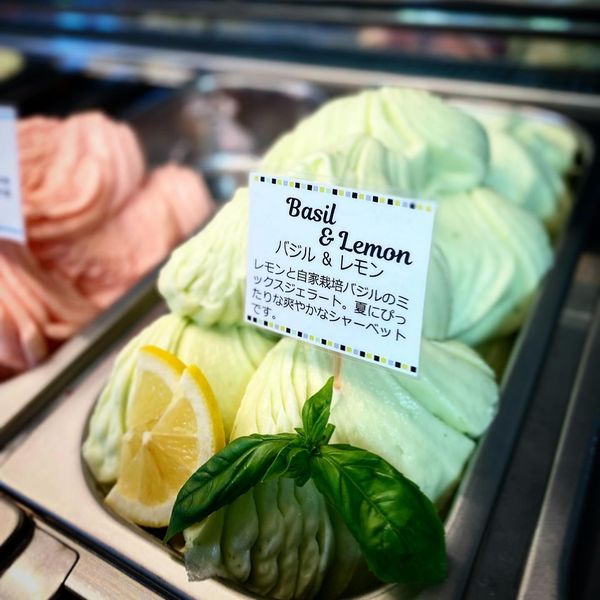 Basil
& Lemon
バジル & レモン
レモンと自家栽培バジルのミ
ックスジェラート。夏にぴっ
たりな爽やかなシャーベット
です。